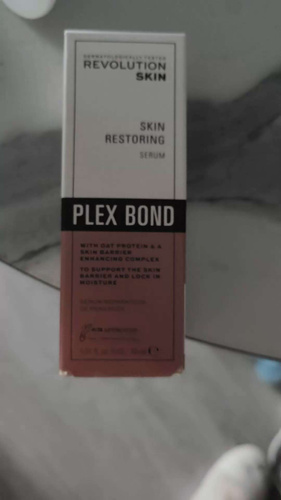 DERMATOLOGICALLY TESTED
REVOLUTION
SKIN
SKIN
RESTORING
SERUM
PLEX BOND
WITH OUT PROTEIN & A
SKIN BARRIER
ENHANCING COMPLEX
TO SUPPORT THE SKIN
BARRIER AND LOCK IN
MOISTURE